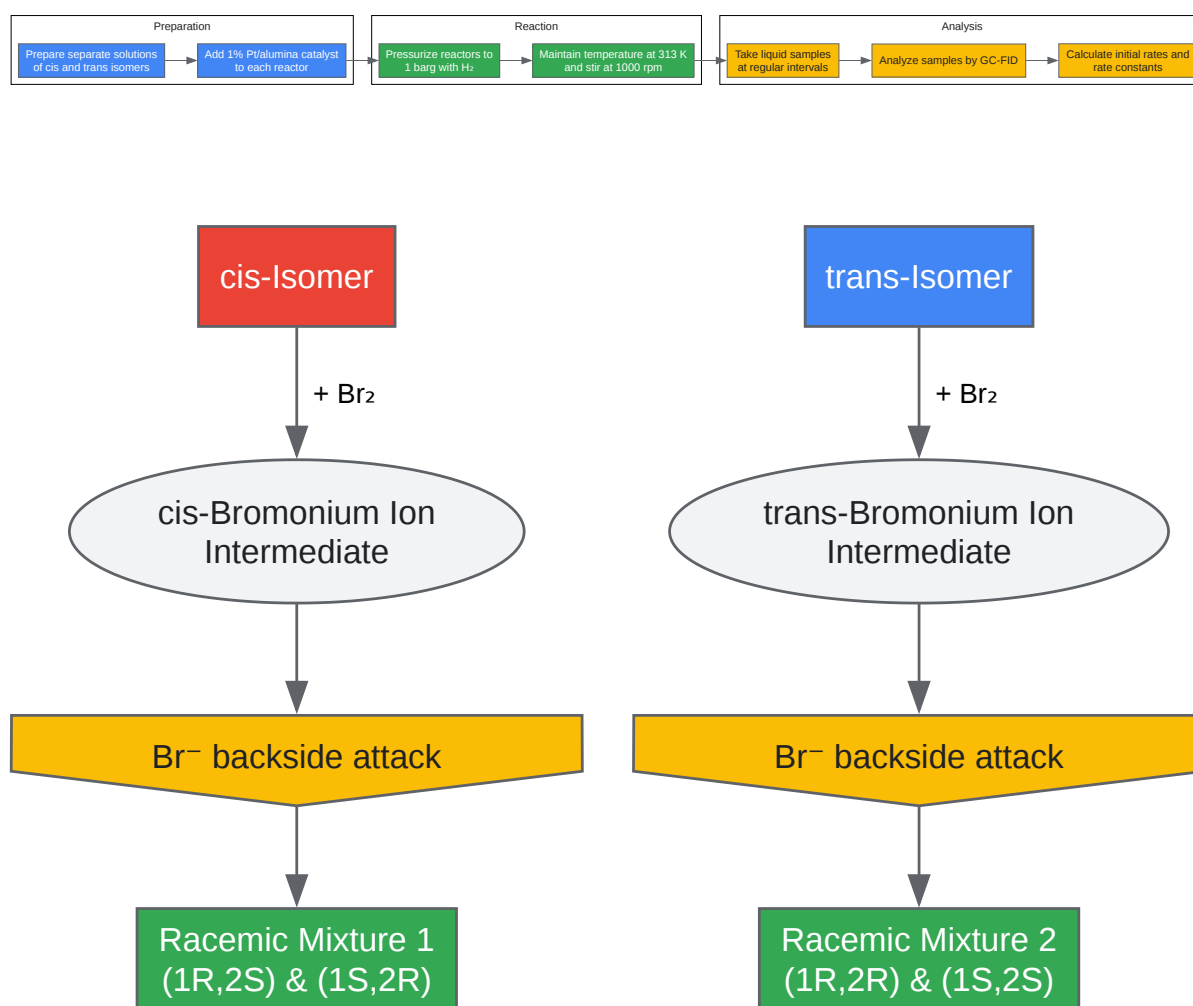 Preparation
Reaction
Analysis
Prepare separate solutions
of cis and trans isomers
Add 1% Pt/alumina catalyst
to each reactor
Pressurize reactors to
1 barg with H₂
Maintain temperature at 313 K
and stir at 1000 rpm
Take liquid samples
at regular intervals
Analyze samples by GC-FID
Calculate initial rates and
rate constants
cis-Isomer
+ Br₂
cis-Bromonium Ion
Intermediate
Br⁻ backside attack
Racemic Mixture 1
(1R,2S) & (1S,2R)
trans-Isomer
+ Br₂
trans-Bromonium Ion
Intermediate
Br⁻ backside attack
Racemic Mixture 2
(1R,2R) & (1S,2S)